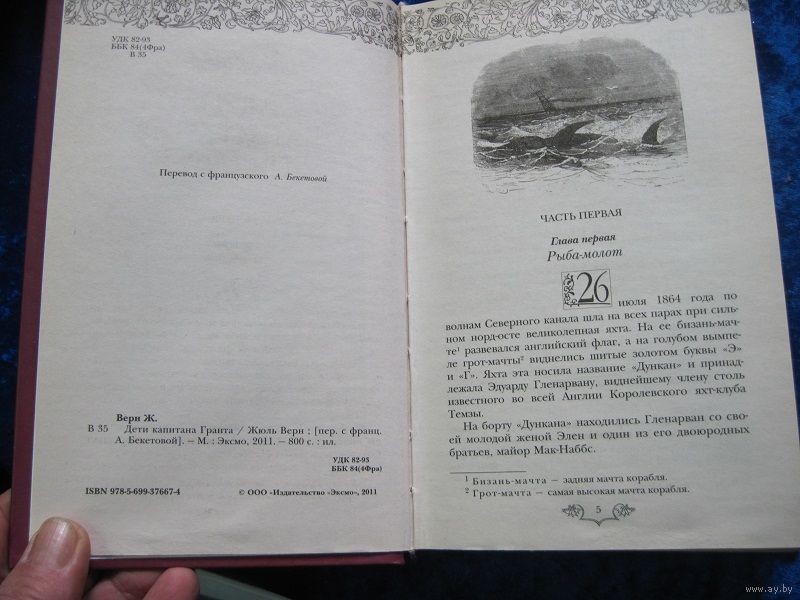 УДК 82-93
ББК 84(4Фра)
В 35
Перевод с французского А. Бекетовой
Верн Ж.
В 35 Дети капитана Гранта / Жюль Верн ; [пер. с франц.
А. Бекетовой]. – М. : Эксмо, 2011. – 800 с. : ил.
УДК 82-93
ББК 84(4Фра)
ISBN 978-5-699-37667-4
© ООО «Издательство «Эксмо», 2011
ЧАСТЬ ПЕРВАЯ
Глава первая
Рыба-молот
26 июля 1864 года по
волнам Северного канала шла на всех парах при силь-
ном норд-осте великолепная яхта. На ее бизань-мач-
те¹ развевался английский флаг, а на голубом вымпе-
ле грот-мачты² виднелись шитые золотом буквы «Э»
и «Г». Яхта эта носила название «Дункан» и принад-
лежала Эдуарду Гленарвану, виднейшему члену столь
известного во всей Англии Королевского яхт-клуба
Темзы.
На борту «Дункана» находились Гленарван со сво-
ей молодой женой Элен и один из его двоюродных
братьев, майор Мак-Наббс.
¹ Бизань-мачта – задняя мачта корабля.
² Грот-мачта – самая высокая мачта корабля.
5
www.ay.by